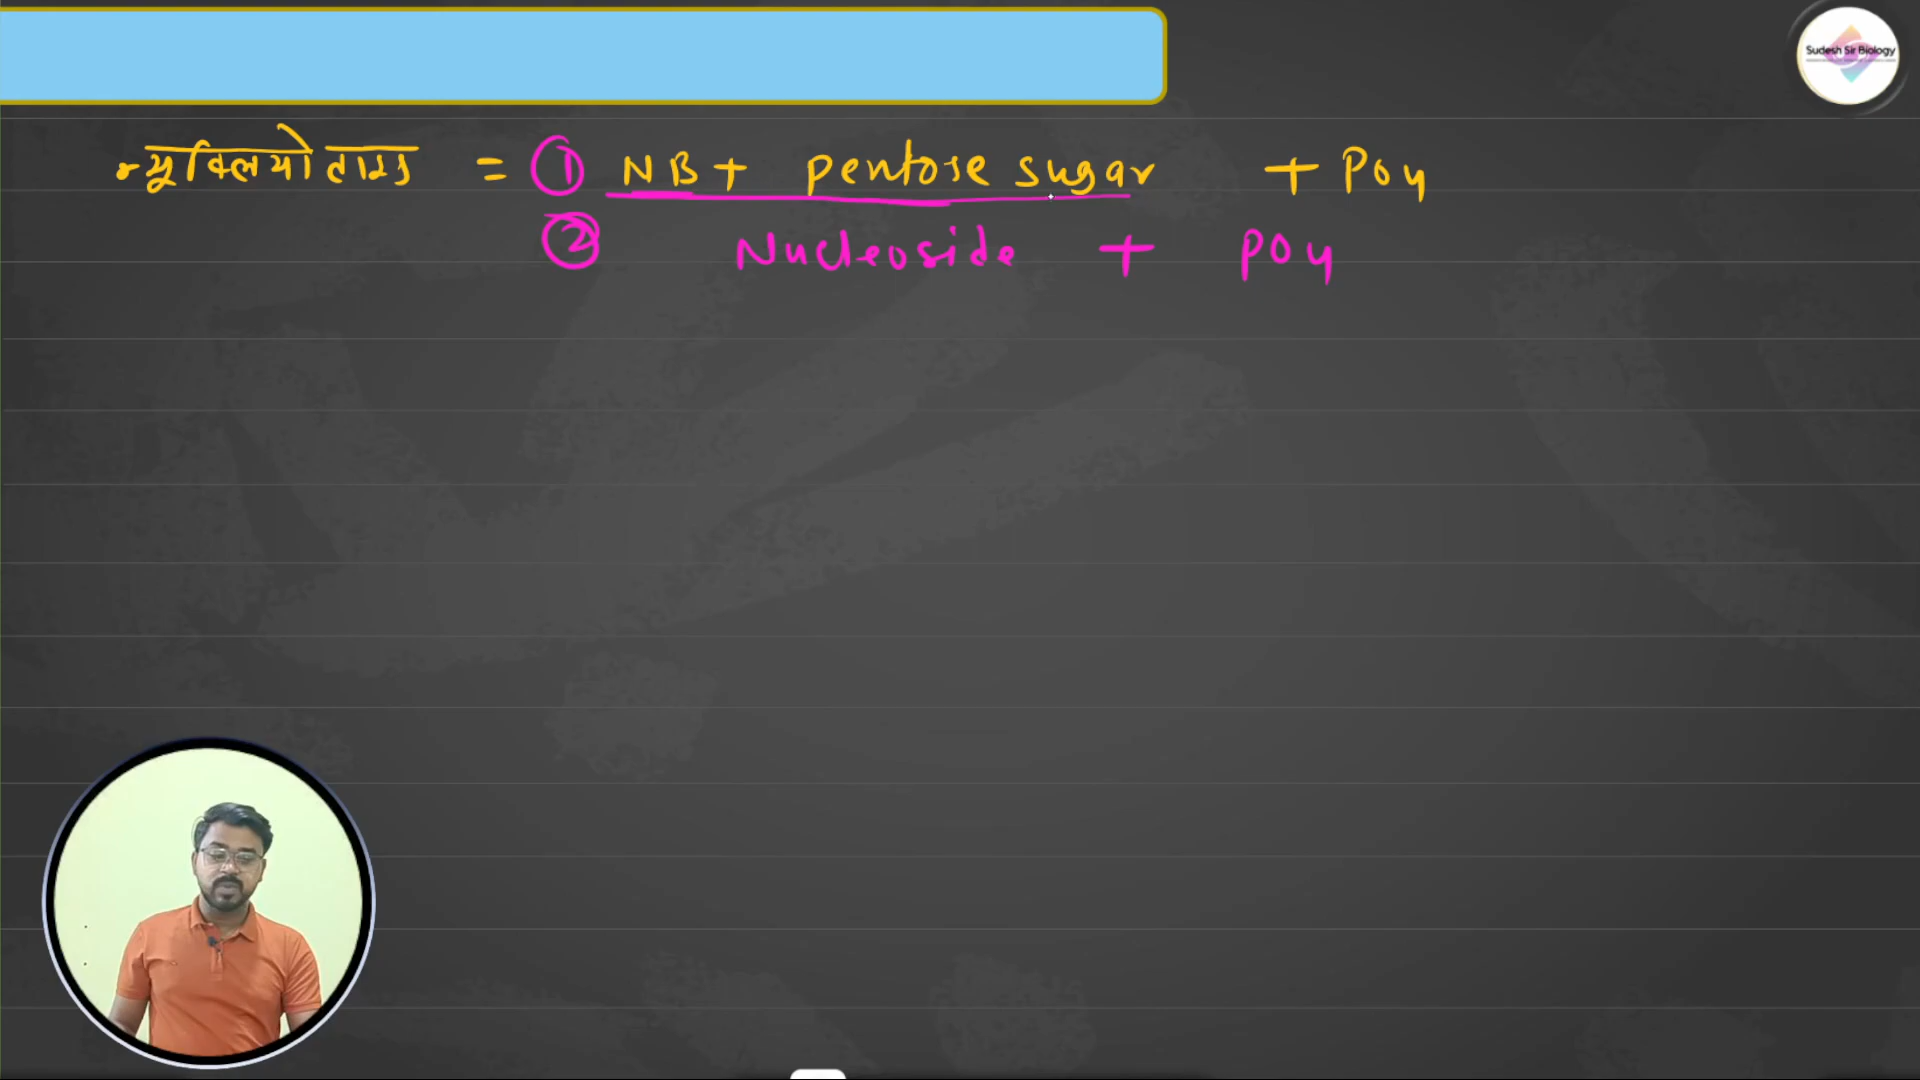 Sudesh Sir Biology
न्यूक्लियोटाइड = ① NB + pentose sugar + PO4
② Nucleoside + PO4